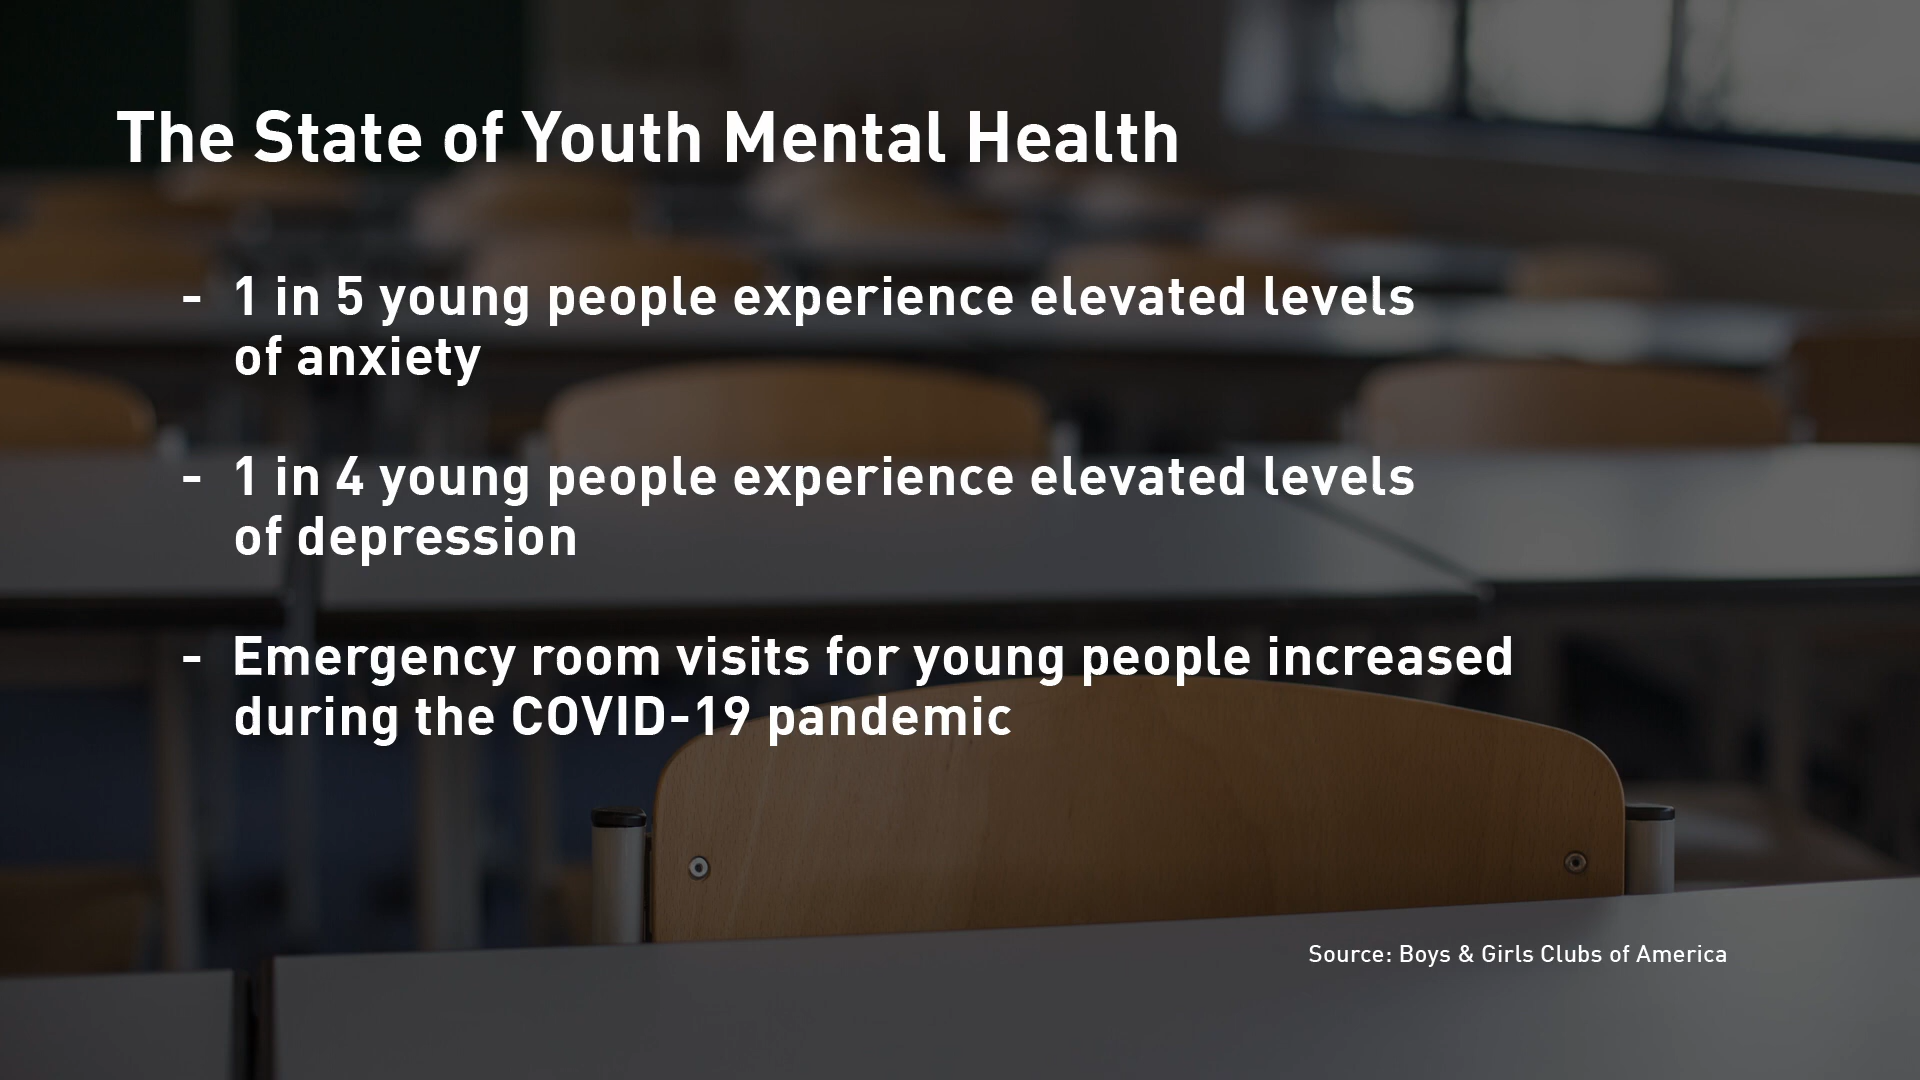 The State of Youth Mental Health
- 1 in 5 young people experience elevated levels
of anxiety
- 1 in 4 young people experience elevated levels
of depression
- Emergency room visits for young people increased
during the COVID-19 pandemic
Source: Boys & Girls Clubs of America